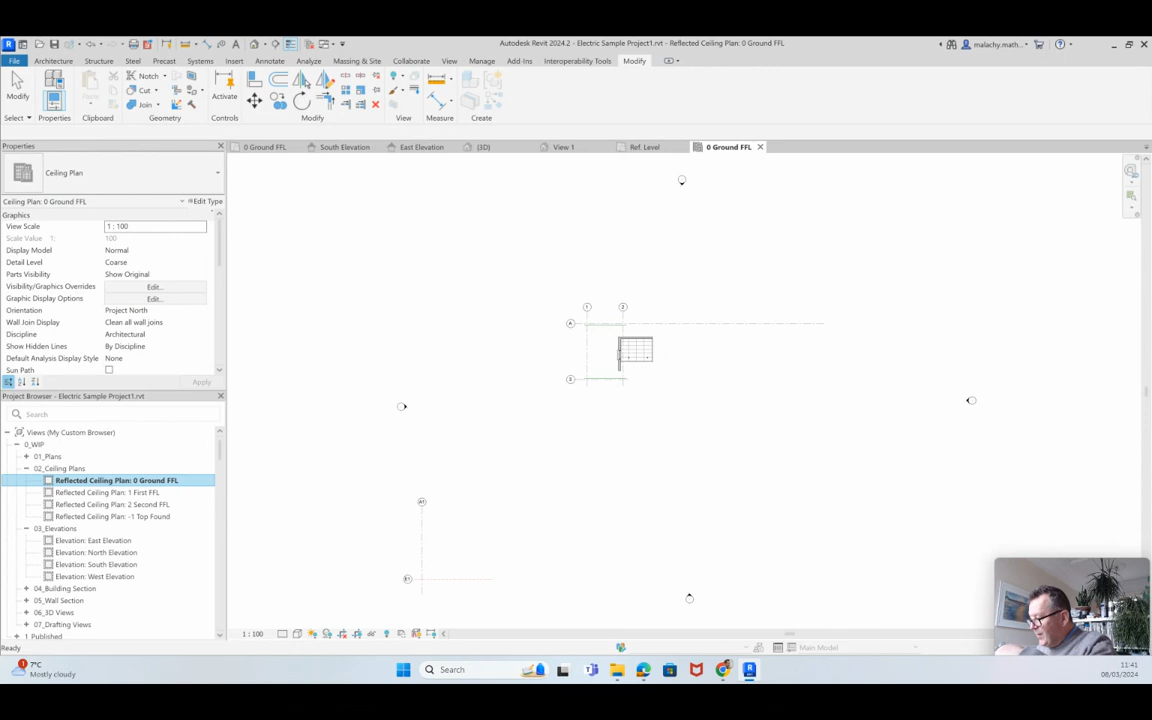 Autodesk Revit 2024.2 - Electric Sample Project1.rvt - Reflected Ceiling Plan: 0 Ground FFL
malachy.math...
File Architecture Structure Steel Precast Systems Insert Annotate Analyze Massing & Site Collaborate View Manage Add-Ins Interoperability Tools Modify
Notch
Cut
Join
Modify
Activate
Select Properties Clipboard Geometry Controls Modify View Measure Create
Properties
0 Ground FFL South Elevation East Elevation (3D) View 1 Ref. Level 0 Ground FFL
Ceiling Plan
Ceiling Plan: 0 Ground FFL Edit Type
Graphics
View Scale 1 : 100
Scale Value 1: 100
Display Model Normal
Detail Level Coarse
Parts Visibility Show Original
Visibility/Graphics Overrides Edit...
Graphic Display Options Edit...
Orientation Project North
Wall Join Display Clean all wall joins
Discipline Architectural
Show Hidden Lines By Discipline
Default Analysis Display Style None
Sun Path
Apply
Project Browser - Electric Sample Project1.rvt
Search
Views (My Custom Browser)
0_WIP
01_Plans
02_Ceiling Plans
Reflected Ceiling Plan: 0 Ground FFL
Reflected Ceiling Plan: 1 First FFL
Reflected Ceiling Plan: 2 Second FFL
Reflected Ceiling Plan: -1 Top Found
03_Elevations
Elevation: East Elevation
Elevation: North Elevation
Elevation: South Elevation
Elevation: West Elevation
04_Building Section
05_Wall Section
06_3D Views
07_Drafting Views
1_Published
1 2
A
A1
E1
1 : 100
Ready
Main Model
7°C
Mostly cloudy
Search
11:41
08/03/2024